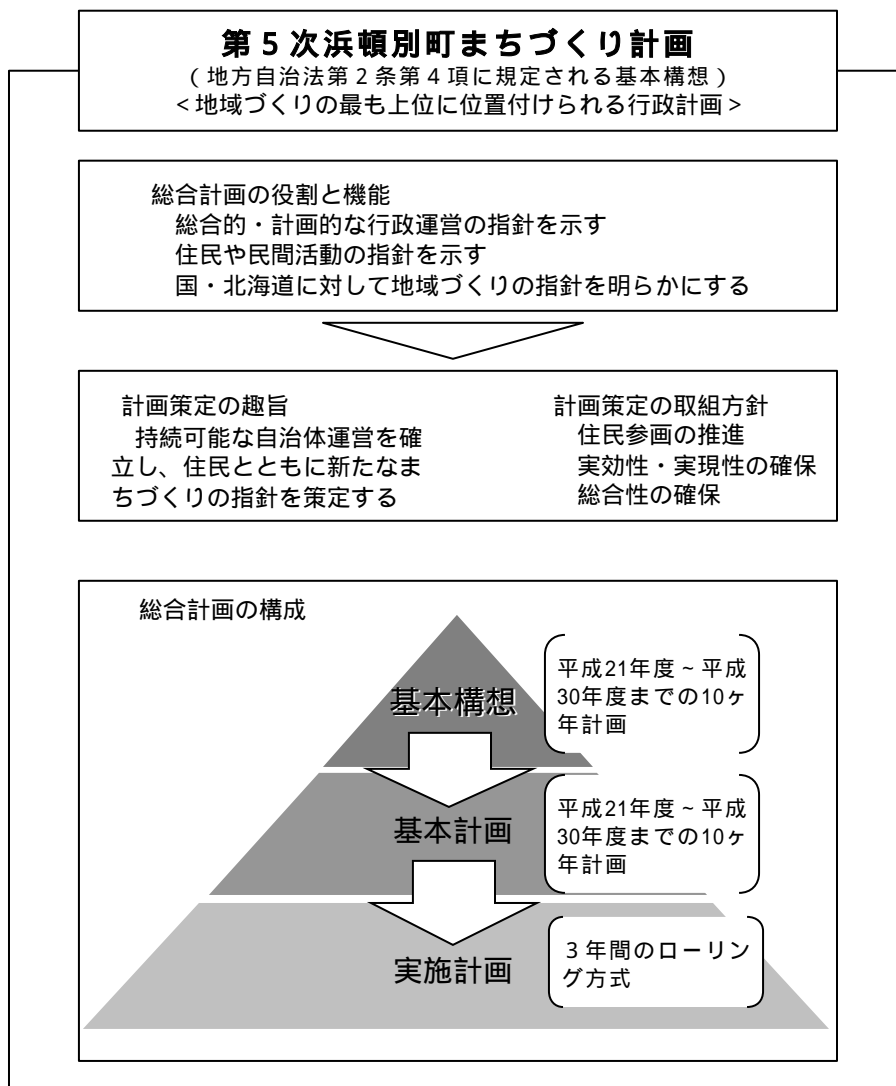 第5次浜頓別町まちづくり計画
(地方自治法第2条第4項に規定される基本構想)
<地域づくりの最も上位に位置付けられる行政計画>
総合計画の役割と機能
総合的・計画的な行政運営の指針を示す
住民や民間活動の指針を示す
国・北海道に対して地域づくりの指針を明らかにする
計画策定の趣旨
持続可能な自治体運営を確
立し、住民とともに新たなま
ちづくりの指針を策定する
計画策定の取組方針
住民参画の推進
実効性・実現性の確保
総合性の確保
総合計画の構成
基本構想
平成21年度~平成
30年度までの10ヶ
年計画
基本計画
平成21年度~平成
30年度までの10ヶ
年計画
実施計画
3年間のローリン
グ方式